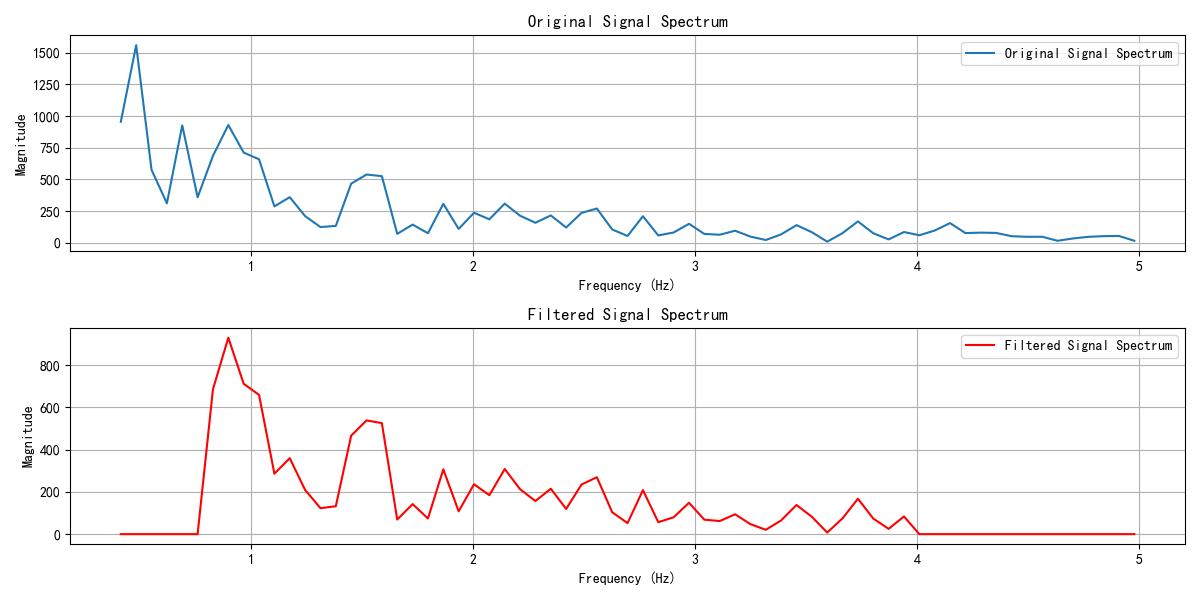 Original Signal Spectrum
Original Signal Spectrum
Magnitude
1500
1250
1000
750
500
250
0
1 2 3 4 5
Frequency (Hz)
Filtered Signal Spectrum
Filtered Signal Spectrum
Magnitude
800
600
400
200
0
1 2 3 4 5
Frequency (Hz)